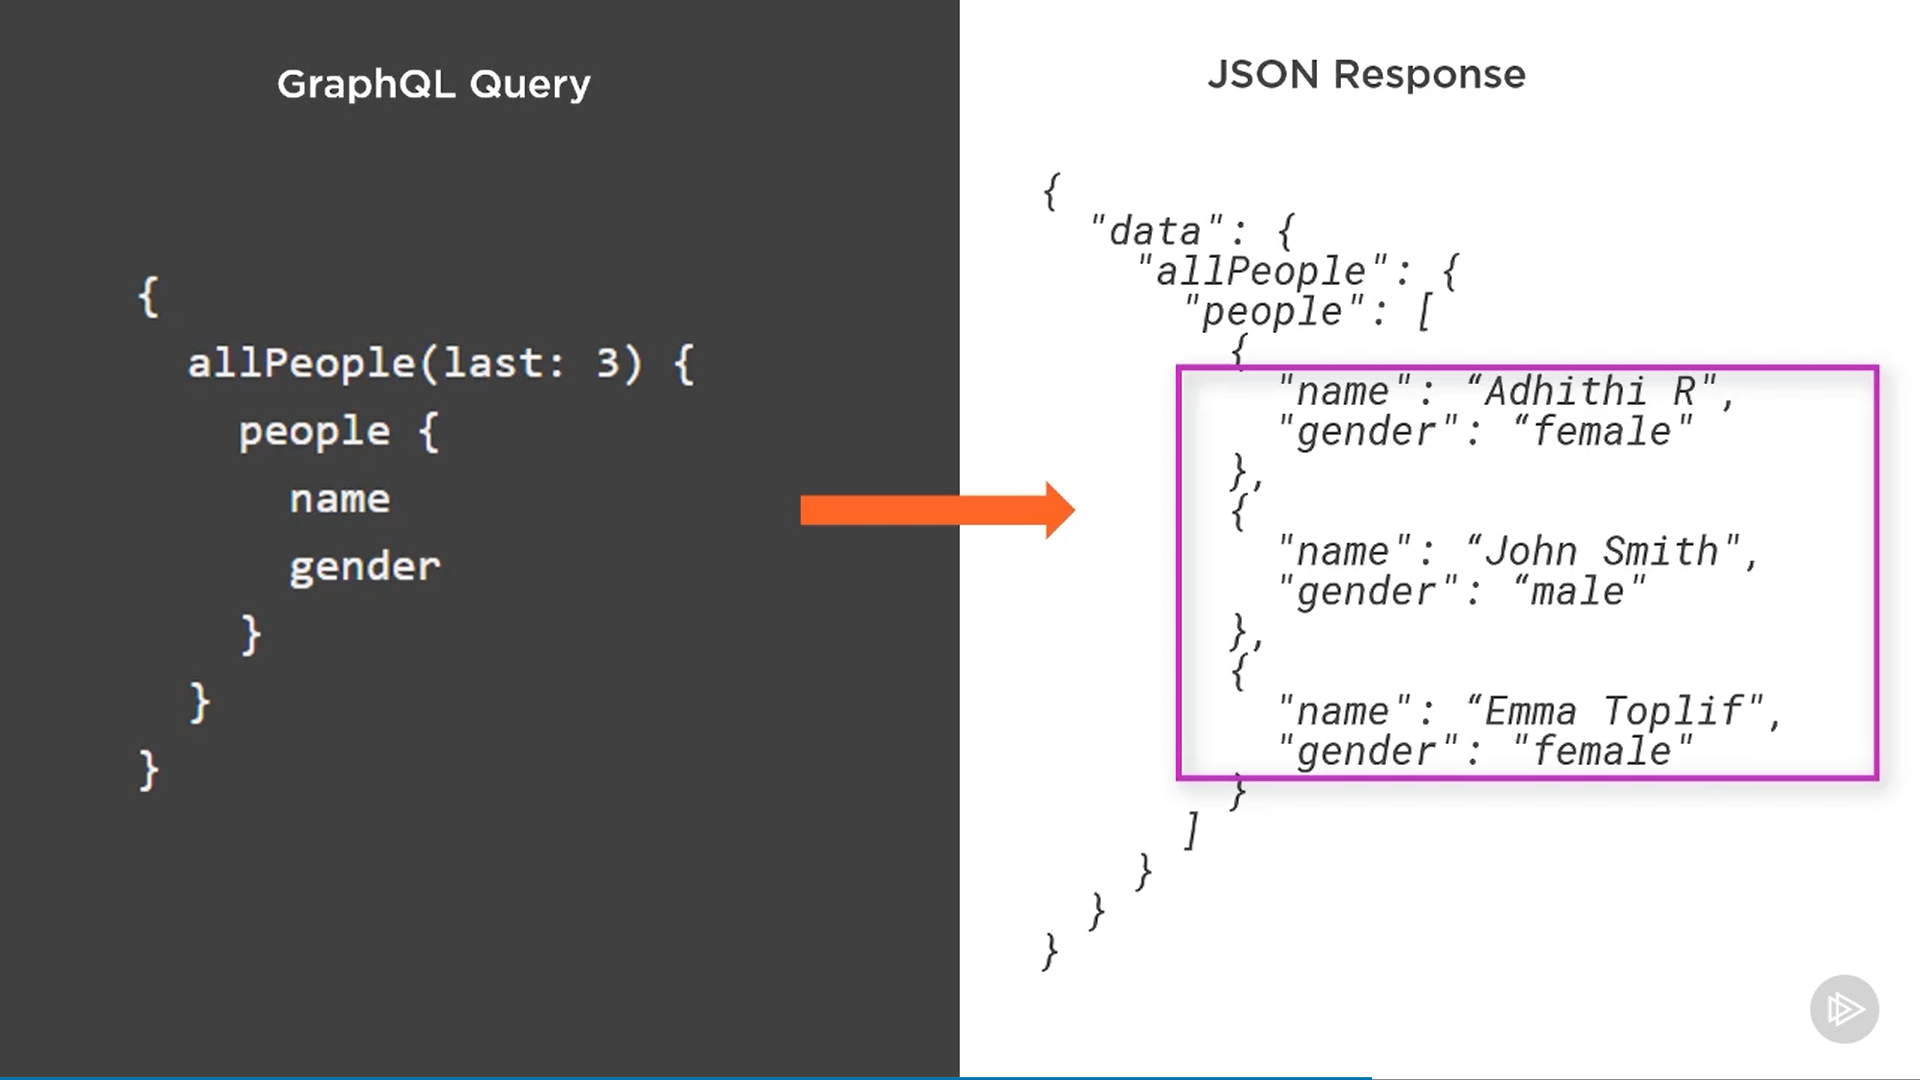 GraphQL Query
{
allPeople(last: 3) {
people {
name
gender
}
}
}
JSON Response
{
"data": {
"allPeople": {
"people": [
{
"name": “Adhithi R",
"gender": “female"
},
{
"name": “John Smith",
"gender": “male"
},
{
"name": “Emma Toplif",
"gender": "female"
}
]
}
}
}